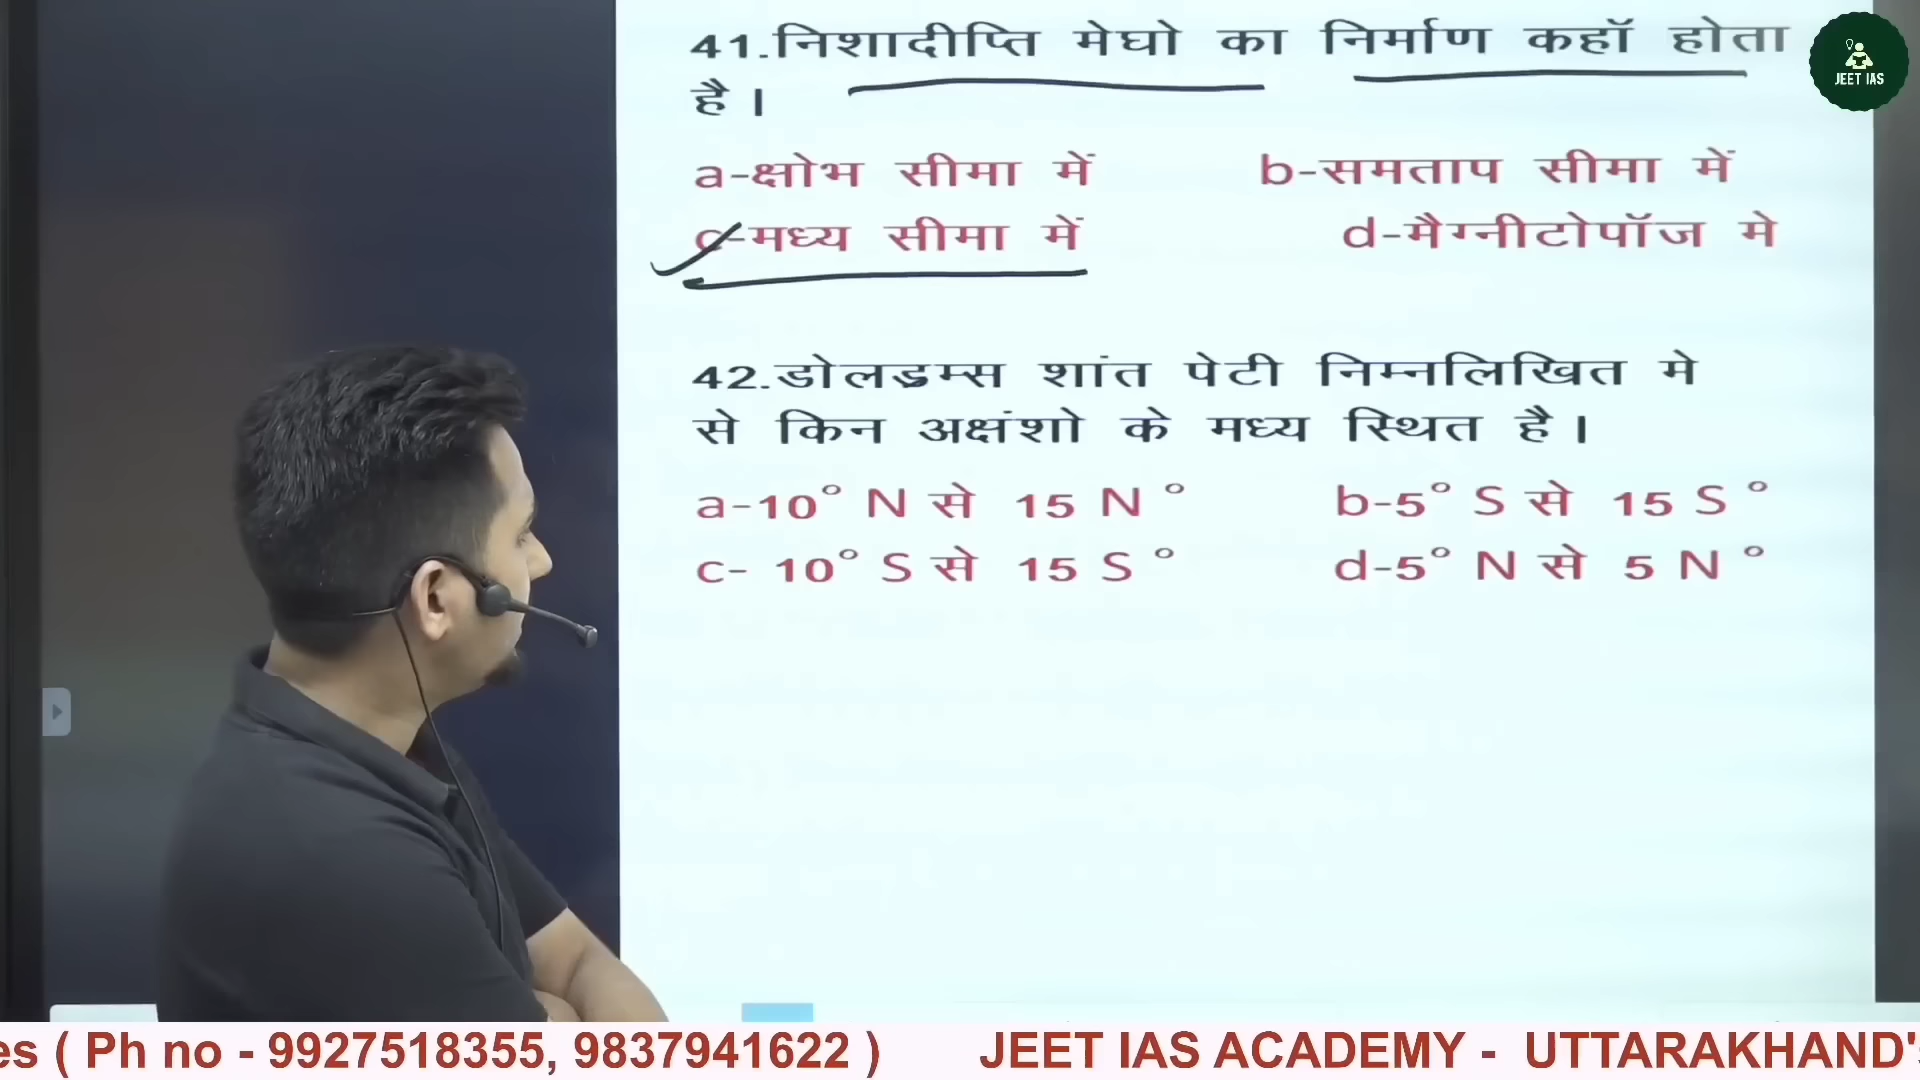 41.निशादीप्ति मेघो का निर्माण कहॉ होता
है।
a-क्षोभ सीमा में b-समताप सीमा में
c-मध्य सीमा में d-मैग्नीटोपॉज मे
42.डोलड्रम्स शांत पेटी निम्नलिखित मे
से किन अक्षंशो के मध्य स्थित है।
a-10° N से 15 N ° b-5° S से 15 S °
c- 10° S से 15 S ° d-5° N से 5 N °
JEET IAS
es ( Ph no - 9927518355, 9837941622 ) JEET IAS ACADEMY - UTTARAKHAND'